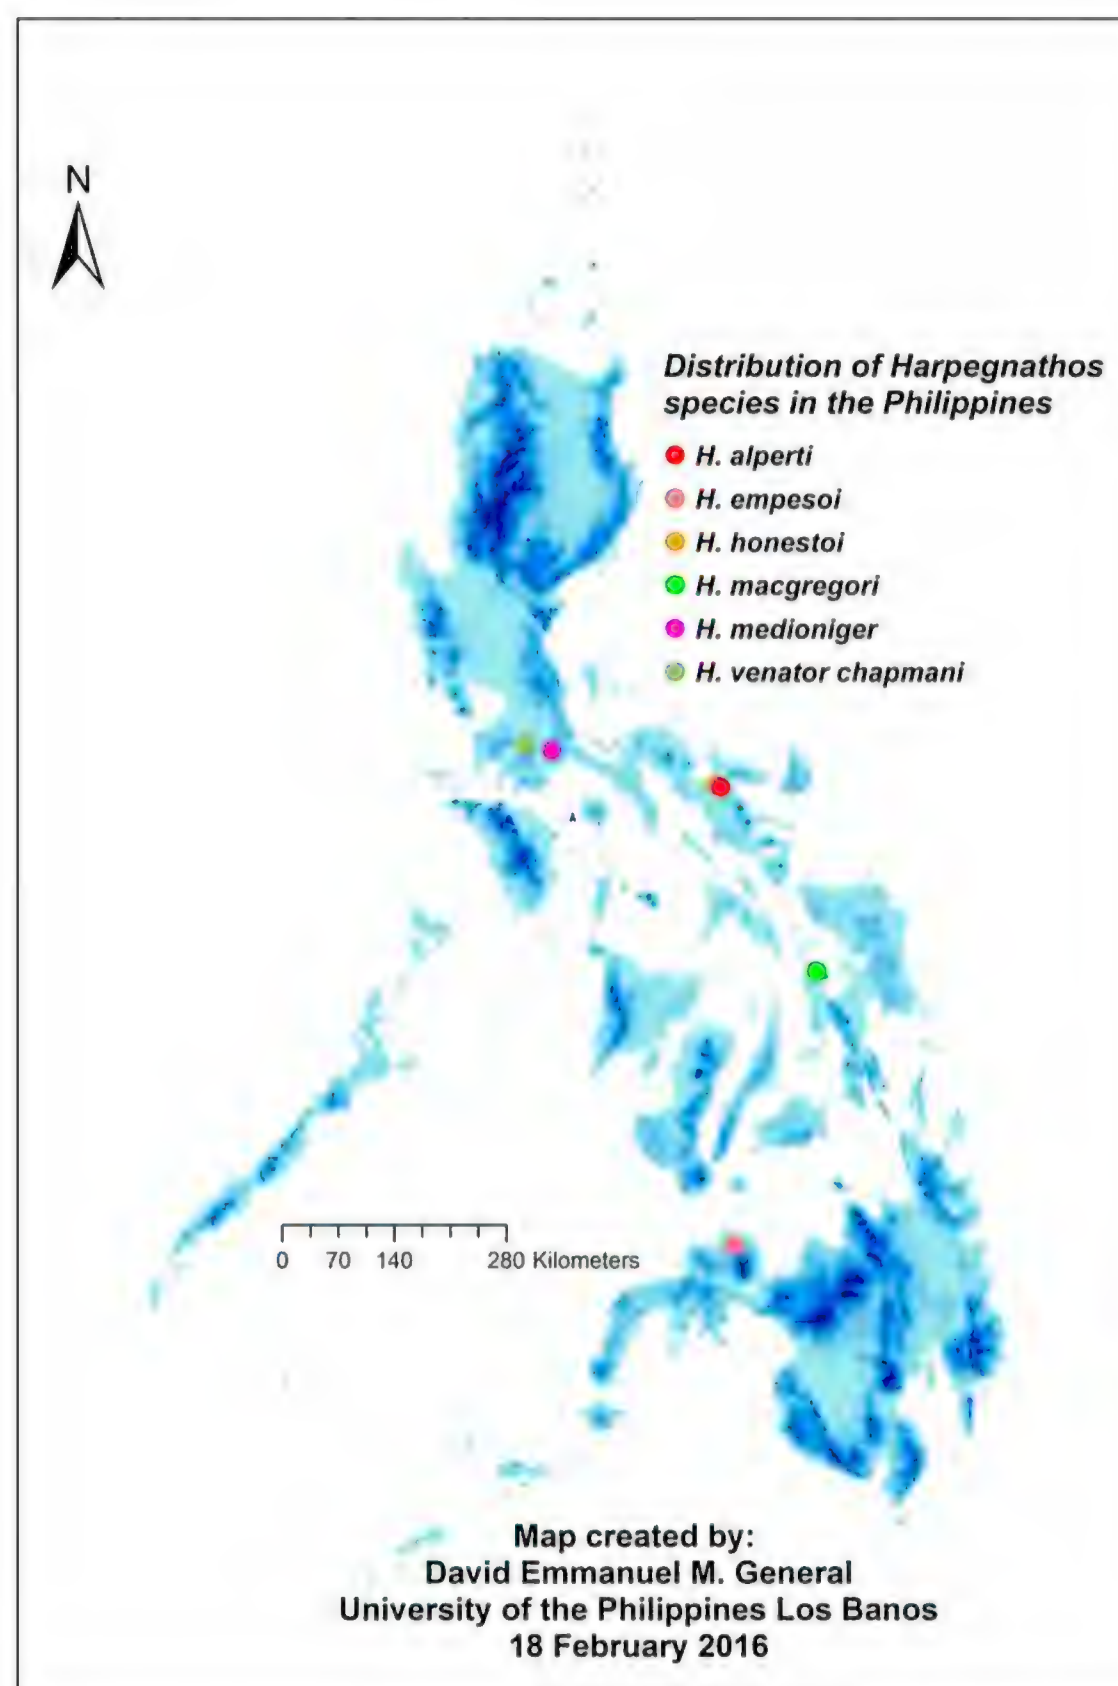 N
Distribution of Harpegnathos
species in the Philippines
H. alperti
H. empesoi
H. honestoi
H. macgregori
H. medioniger
H. venator chapmani
0 70 140 280 Kilometers
Map created by:
David Emmanuel M. General
University of the Philippines Los Banos
18 February 2016